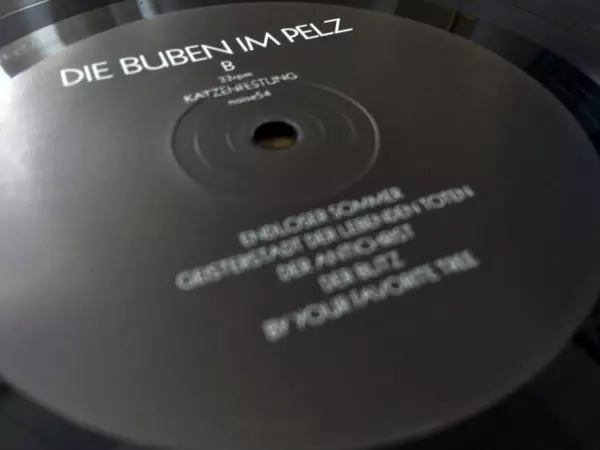 DIE BUBEN IM PELZ
B
33rpm
KATZENFESTUNG
noise54
ENDLOSER SOMMER
GEISTERSTADT DER LEBENDEN TOTEN
DER ANTICHRIST
DER BLITZ
BY YOUR FAVORITE TREE